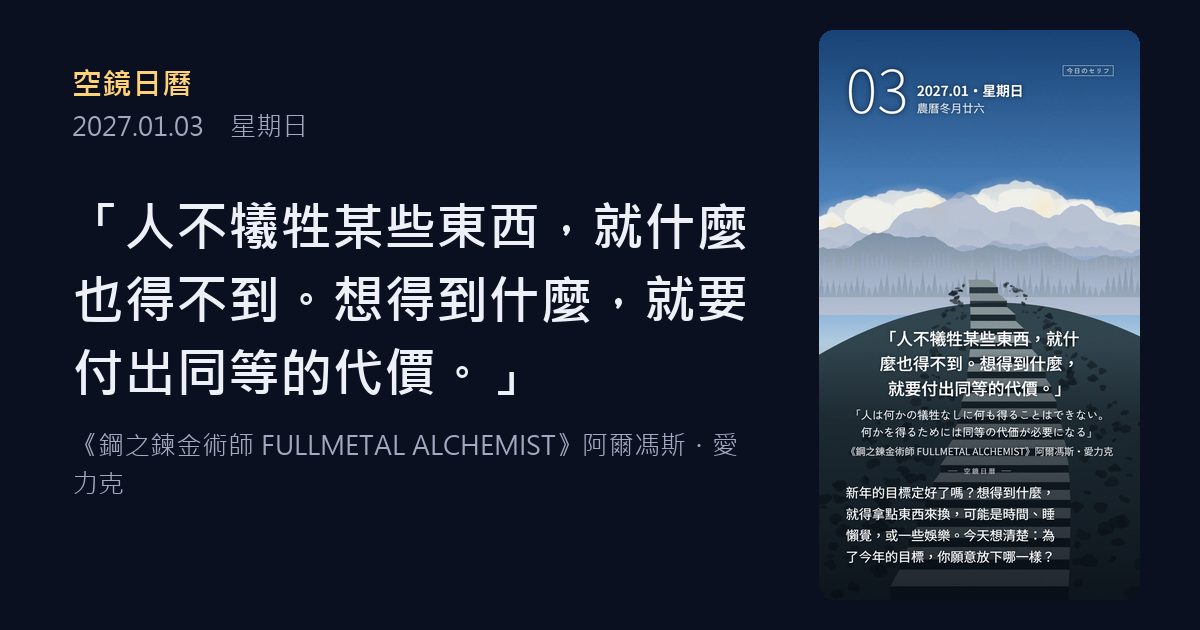 空鏡日曆
2027.01.03 星期日
「人不犧牲某些東西，就什麼
也得不到。想得到什麼，就要
付出同等的代價。」
《鋼之鍊金術師 FULLMETAL ALCHEMIST》阿爾馮斯・愛
力克
今日のセリフ
03
2027.01・星期日
農曆冬月廿六
「人不犧牲某些東西，就什
麼也得不到。想得到什麼，
就要付出同等的代價。」
「人は何かの犠牲なしに何も得ることはできない。
何かを得るためには同等の代価が必要になる」
《鋼之鍊金術師 FULLMETAL ALCHEMIST》阿爾馮斯・愛力克
— 空鏡日曆 —
新年的目標定好了嗎？想得到什麼，
就得拿點東西來換，可能是時間、睡
懶覺，或一些娛樂。今天想清楚：為
了今年的目標，你願意放下哪一樣？